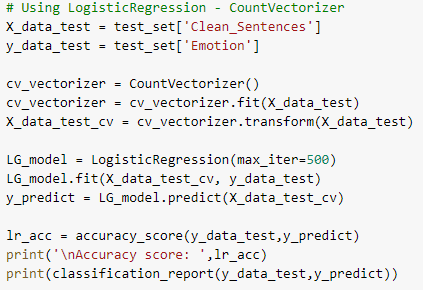 # Using LogisticRegression - CountVectorizer
X_data_test = test_set['Clean_Sentences']
y_data_test = test_set['Emotion']
cv_vectorizer = CountVectorizer()
cv_vectorizer = cv_vectorizer.fit(X_data_test)
X_data_test_cv = cv_vectorizer.transform(X_data_test)
LG_model = LogisticRegression(max_iter=500)
LG_model.fit(X_data_test_cv, y_data_test)
y_predict = LG_model.predict(X_data_test_cv)
lr_acc = accuracy_score(y_data_test,y_predict)
print('\nAccuracy score: ',lr_acc)
print(classification_report(y_data_test,y_predict))